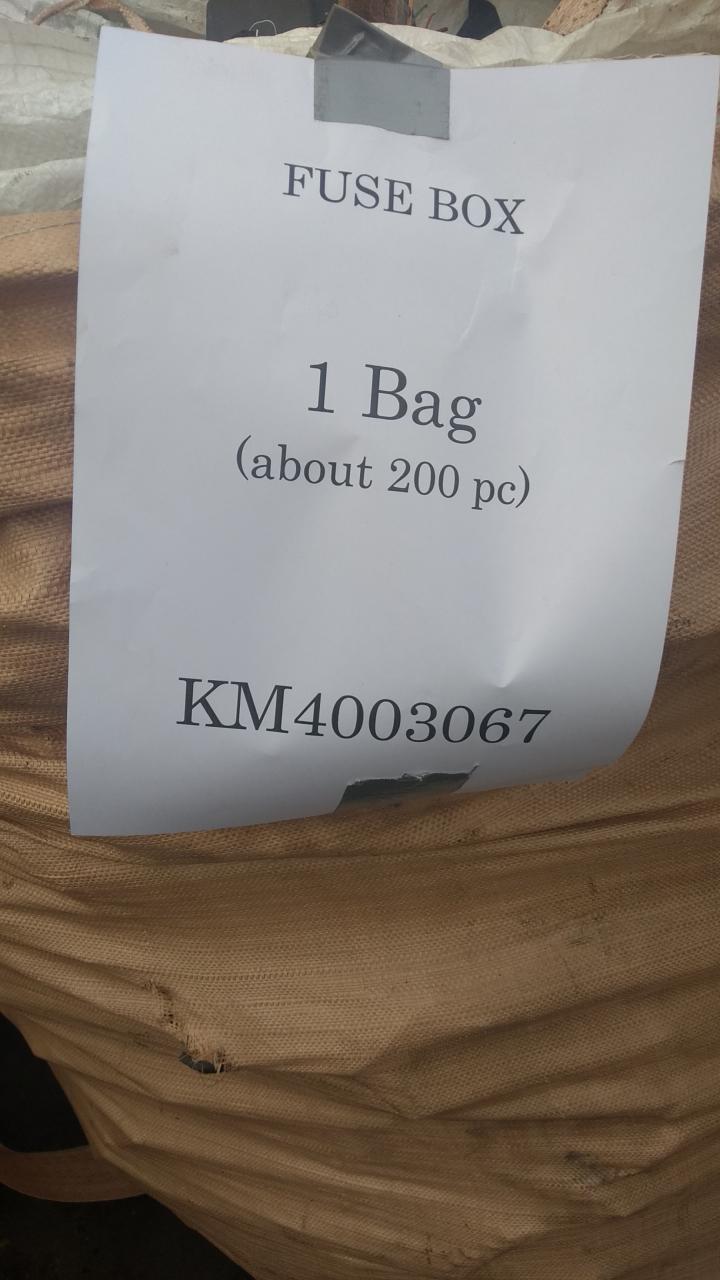 FUSE BOX
1 Bag
(about 200 pc)
KM4003067